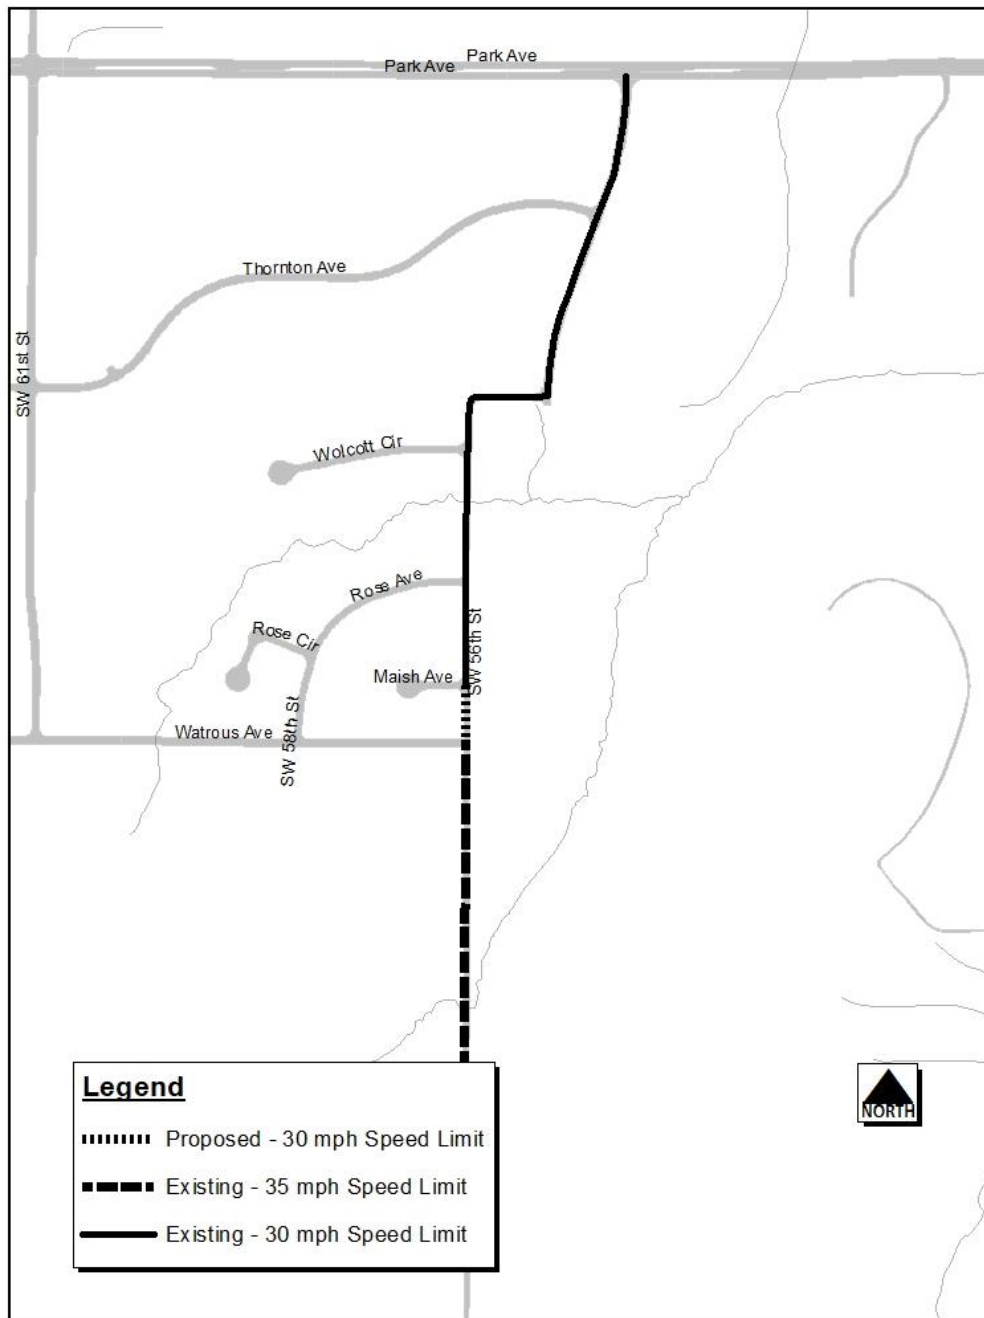 Park Ave
Park Ave
Thornton Ave
SW 61st St
Wolcott Cir
Rose Ave
Rose Cir
SW 56th St
Maish Ave
SW 58th St
Watrous Ave
Legend
Proposed - 30 mph Speed Limit
Existing - 35 mph Speed Limit
Existing - 30 mph Speed Limit
NORTH